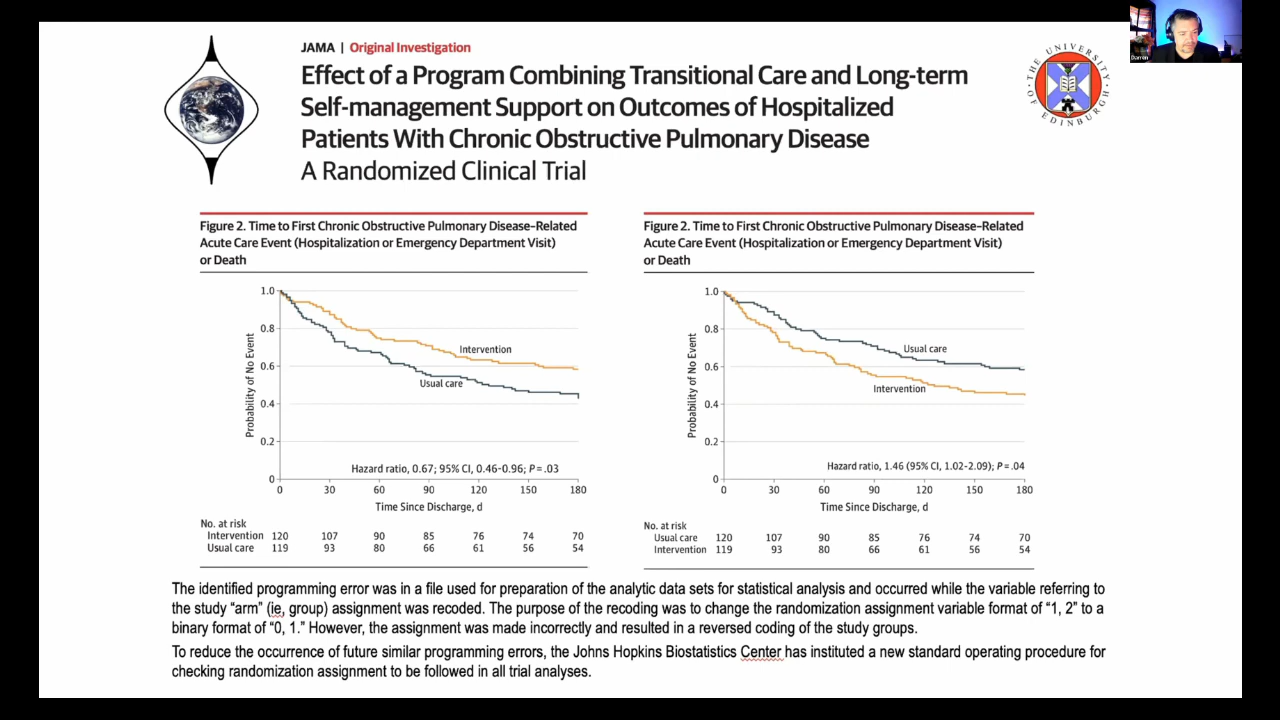 JAMA | Original Investigation
Effect of a Program Combining Transitional Care and Long-term
Self-management Support on Outcomes of Hospitalized
Patients With Chronic Obstructive Pulmonary Disease
A Randomized Clinical Trial
THE UNIVERSITY OF EDINBURGH
Darren
Figure 2. Time to First Chronic Obstructive Pulmonary Disease–Related
Acute Care Event (Hospitalization or Emergency Department Visit)
or Death
1.0
0.8
0.6
0.4
0.2
0
Probability of No Event
Intervention
Usual care
Hazard ratio, 0.67; 95% CI, 0.46-0.96; P = .03
0 30 60 90 120 150 180
Time Since Discharge, d
No. at risk
Intervention 120 107 90 85 76 74 70
Usual care 119 93 80 66 61 56 54
Figure 2. Time to First Chronic Obstructive Pulmonary Disease–Related
Acute Care Event (Hospitalization or Emergency Department Visit)
or Death
1.0
0.8
0.6
0.4
0.2
0
Probability of No Event
Usual care
Intervention
Hazard ratio, 1.46 (95% CI, 1.02-2.09); P = .04
0 30 60 90 120 150 180
Time Since Discharge, d
No. at risk
Usual care 120 107 90 85 76 74 70
Intervention 119 93 80 66 61 56 54
The identified programming error was in a file used for preparation of the analytic data sets for statistical analysis and occurred while the variable referring to
the study “arm” (ie, group) assignment was recoded. The purpose of the recoding was to change the randomization assignment variable format of “1, 2” to a
binary format of “0, 1.” However, the assignment was made incorrectly and resulted in a reversed coding of the study groups.
To reduce the occurrence of future similar programming errors, the Johns Hopkins Biostatistics Center has instituted a new standard operating procedure for
checking randomization assignment to be followed in all trial analyses.